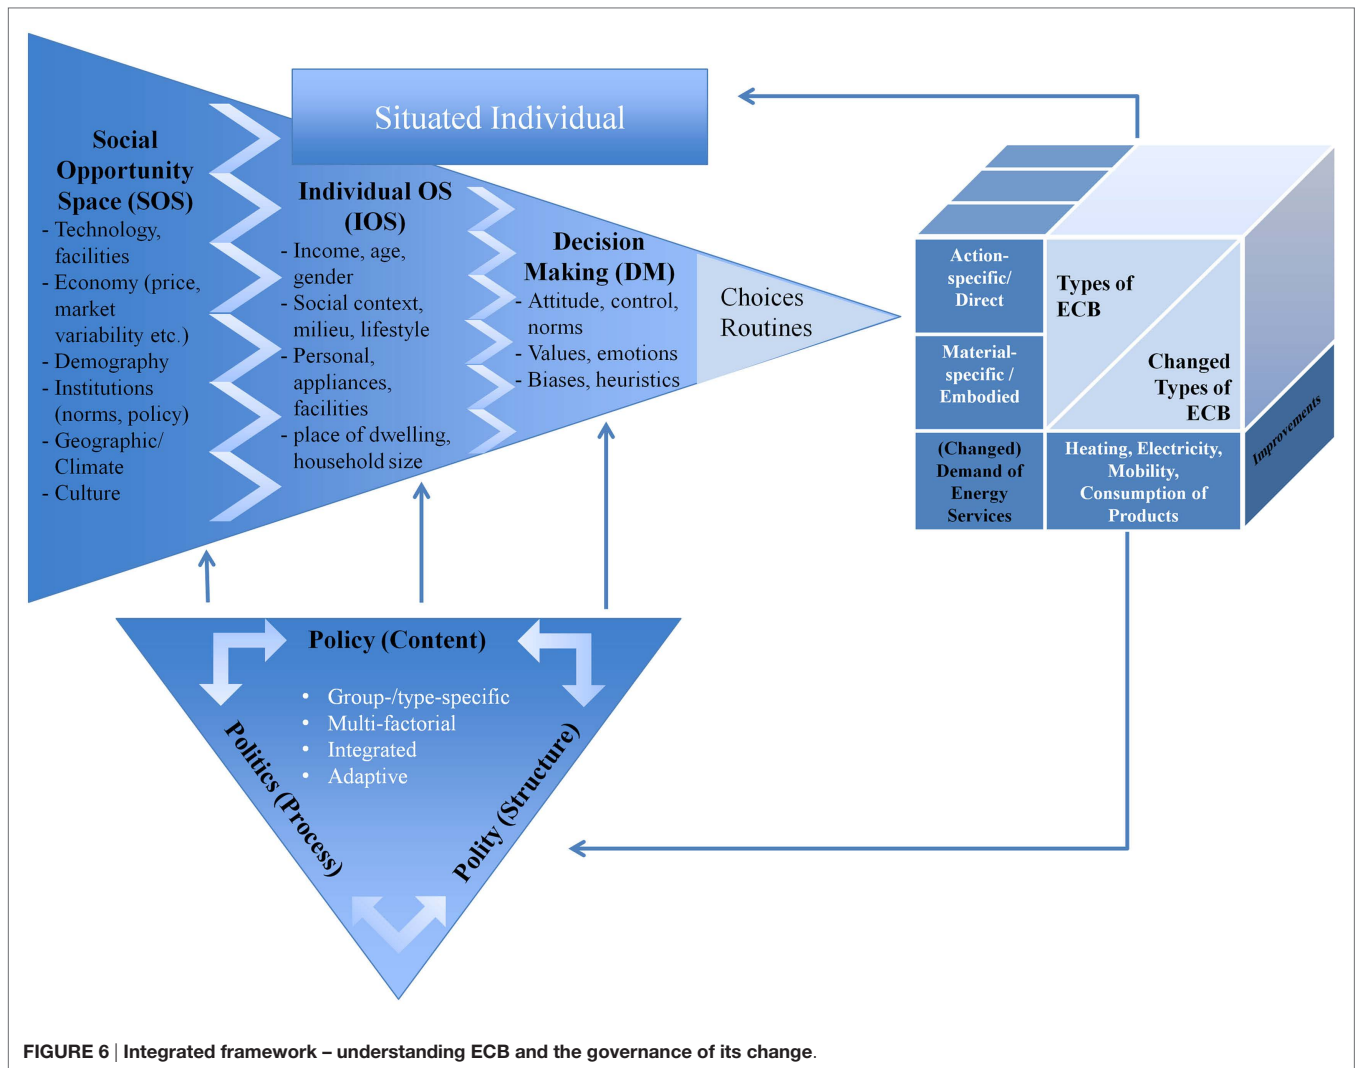 Situated Individual
Social
Opportunity
Space (SOS)
- Technology,
facilities
- Economy (price,
market
variability etc.)
- Demography
- Institutions
(norms, policy)
- Geographic/
Climate
- Culture
Individual OS
(IOS)
- Income, age,
gender
- Social context,
milieu, lifestyle
- Personal,
appliances,
facilities
- place of dwelling,
household size
Decision
Making (DM)
- Attitude, control,
norms
- Values, emotions
- Biases, heuristics
Choices
Routines
Action-
specific/
Direct
Material-
specific /
Embodied
(Changed)
Demand of
Energy
Services
Types of
ECB
Changed
Types of
ECB
Heating, Electricity,
Mobility,
Consumption of
Products
Improvements
Policy (Content)
• Group-/type-specific
• Multi-factorial
• Integrated
• Adaptive
Politics (Process)
Polity (Structure)
FIGURE 6 | Integrated framework – understanding ECB and the governance of its change.